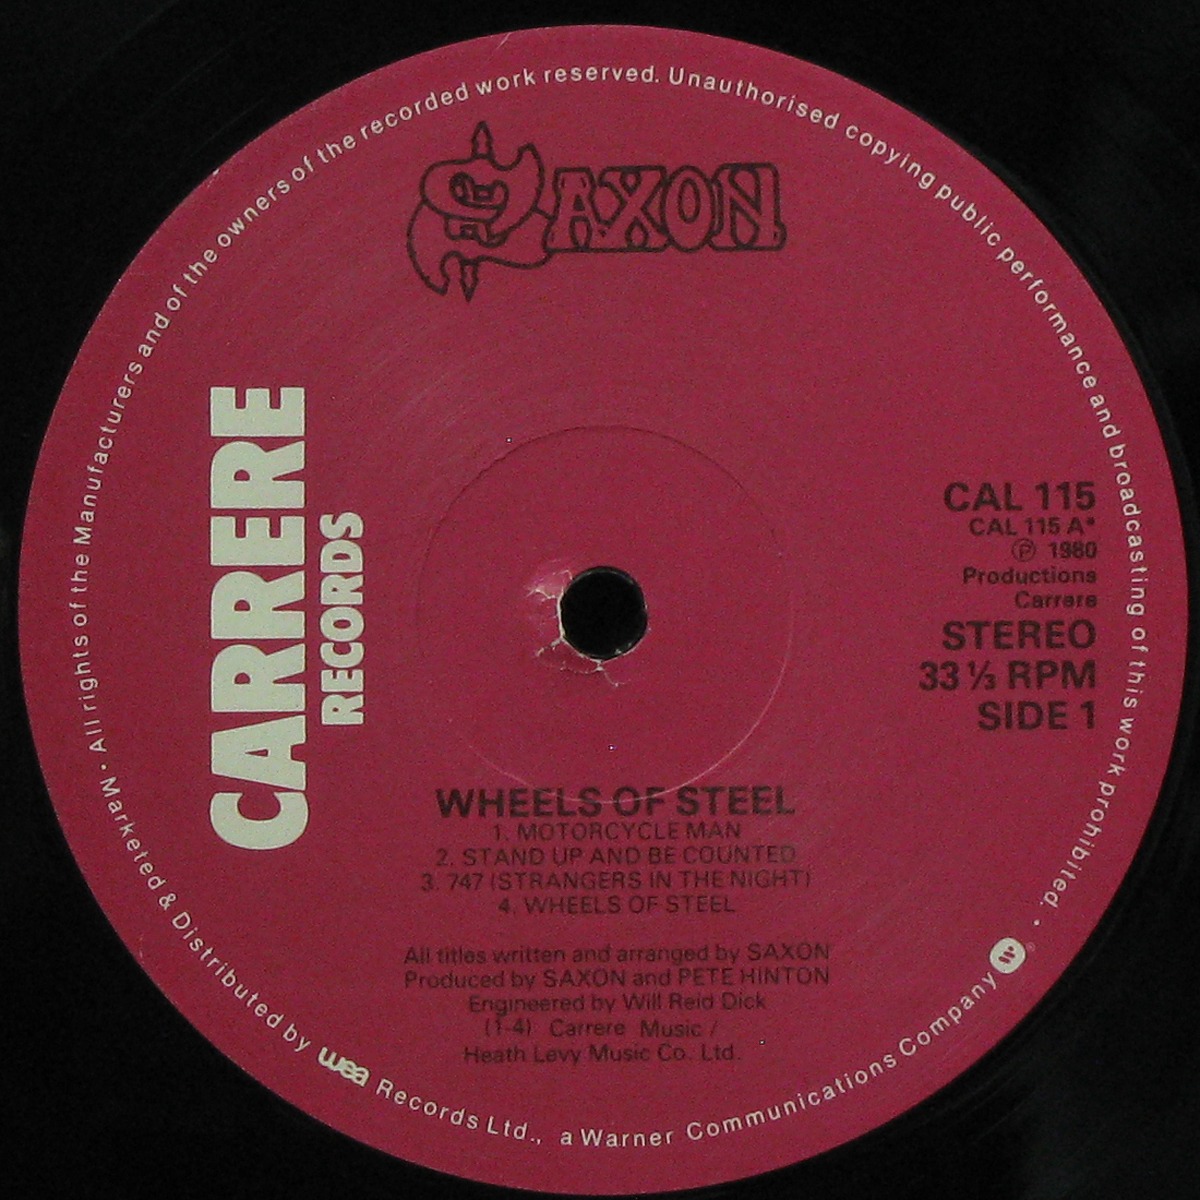 • All rights of the Manufacturers and of the owners of the recorded work reserved. Unauthorised copying public performance and broadcasting of this work prohibited. •
SAXON
CARRERE
RECORDS
CAL 115
CAL 115 A*
Ⓟ 1980
Productions
Carrere
STEREO
33 ⅓ RPM
SIDE 1
WHEELS OF STEEL
1. MOTORCYCLE MAN
2. STAND UP AND BE COUNTED
3. 747 (STRANGERS IN THE NIGHT)
4. WHEELS OF STEEL
All titles written and arranged by SAXON
Produced by SAXON and PETE HINTON
Engineered by Will Reid Dick
(1-4) Carrere Music /
Heath Levy Music Co. Ltd.
Marketed & Distributed by wea Records Ltd., a Warner Communications Company ®